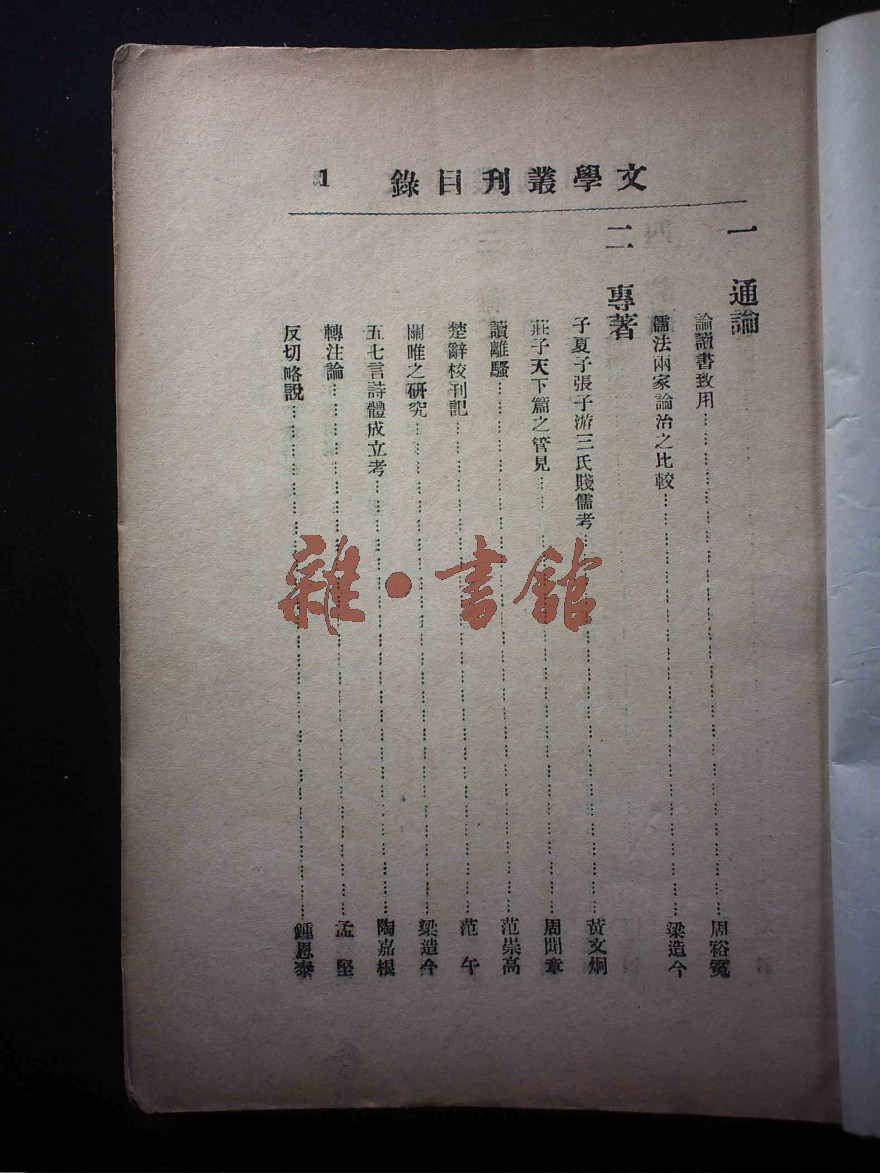 文學叢刊目錄 1
一 通論
論讀書致用……周裕寃
儒法兩家論治之比較……梁造今
二 專著
子夏子張子游三氏賤儒考……黃文炯
莊子天下篇之管見……周聞章
讀離騷……范崇高
楚辭校刊記……范午
關雎之研究……梁造今
五七言詩體成立考……陶嘉根
轉注論……孟堅
反切略說……鍾恩泰
雜·書館